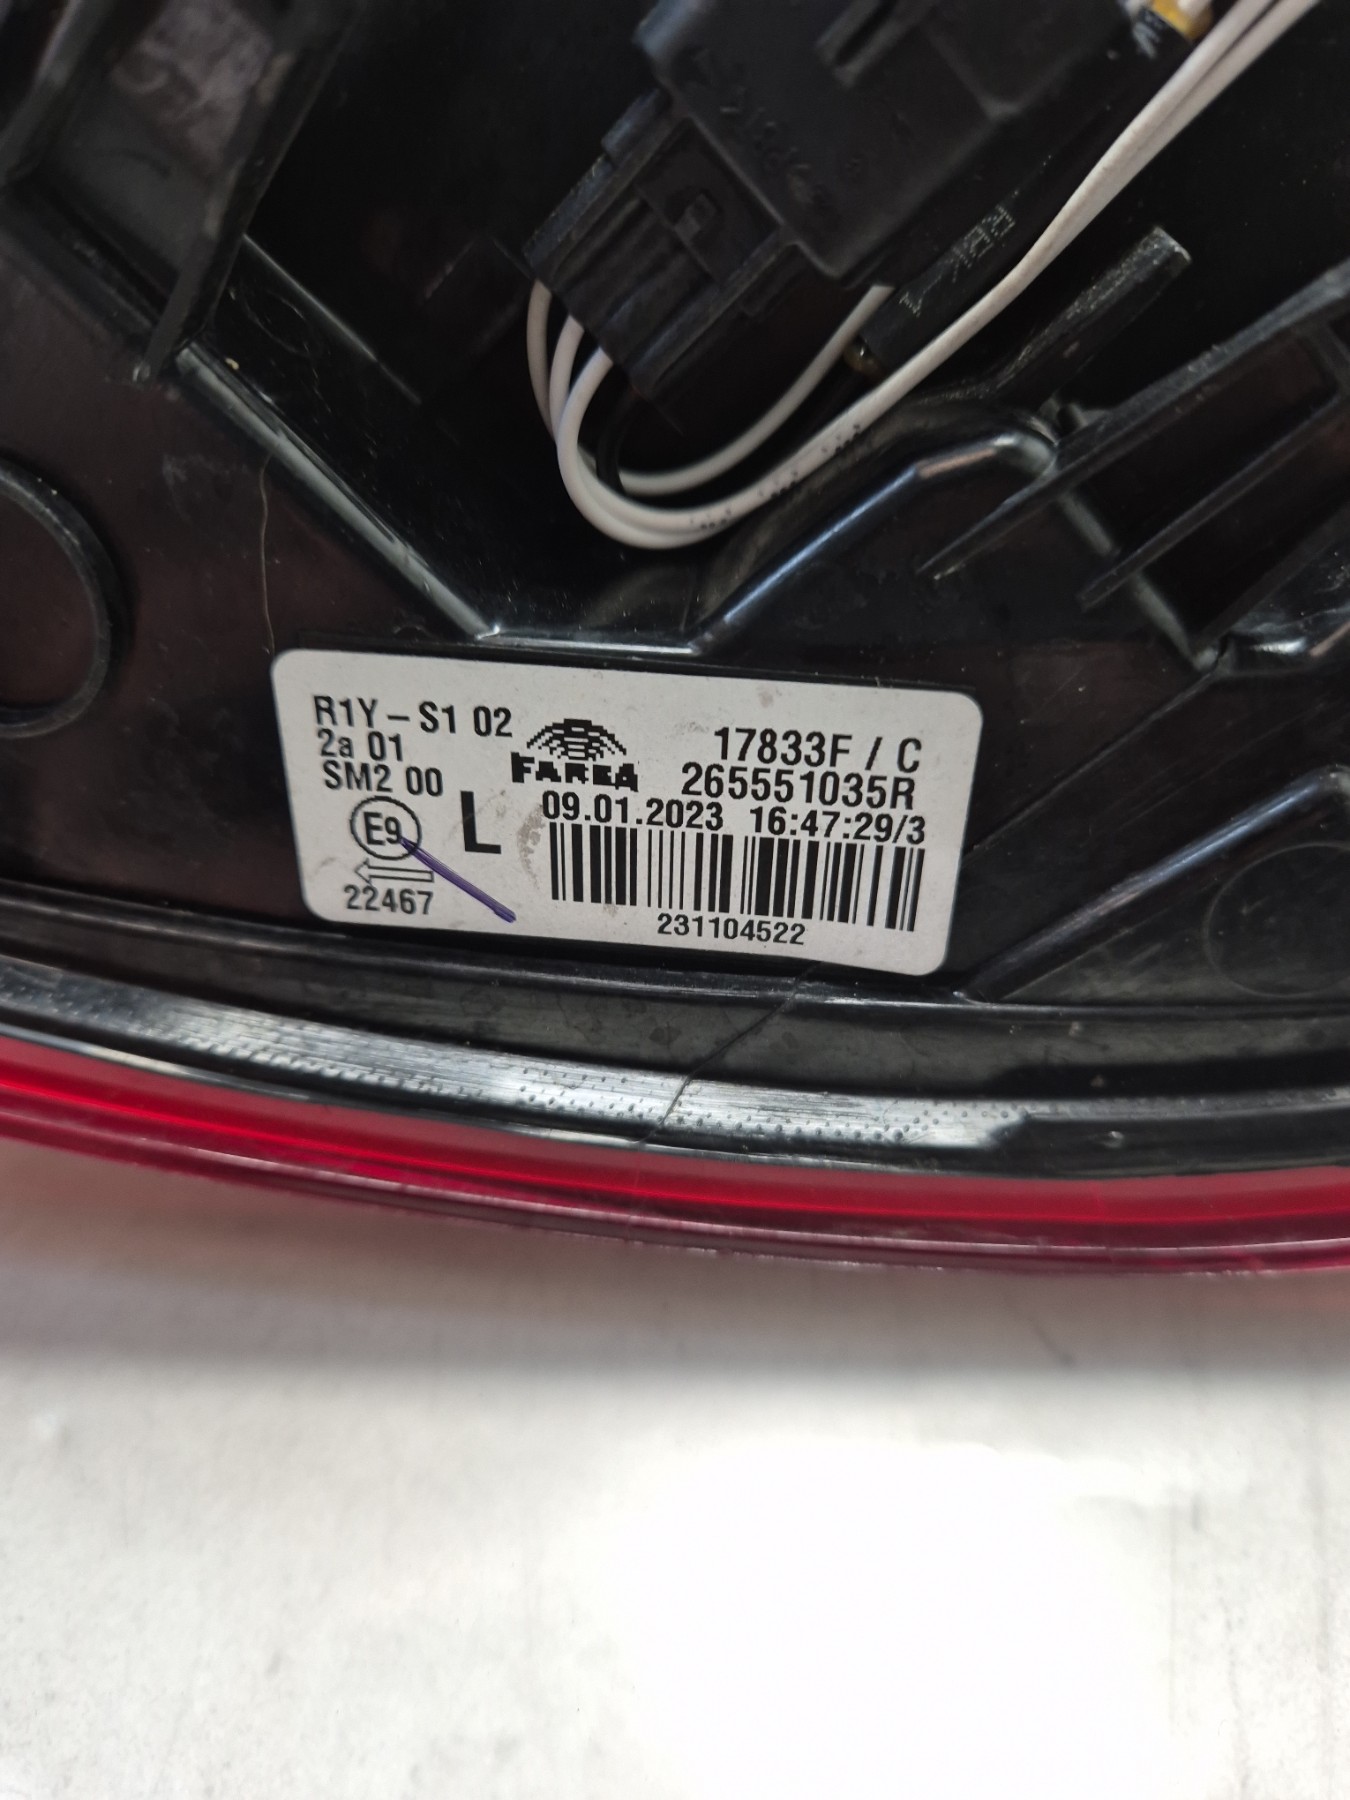 R1Y – S1 02
2a 01
SM2 00
E9
22467
L
FAREA
17833F / C
265551035R
09.01.2023 16:47:29/3
231104522